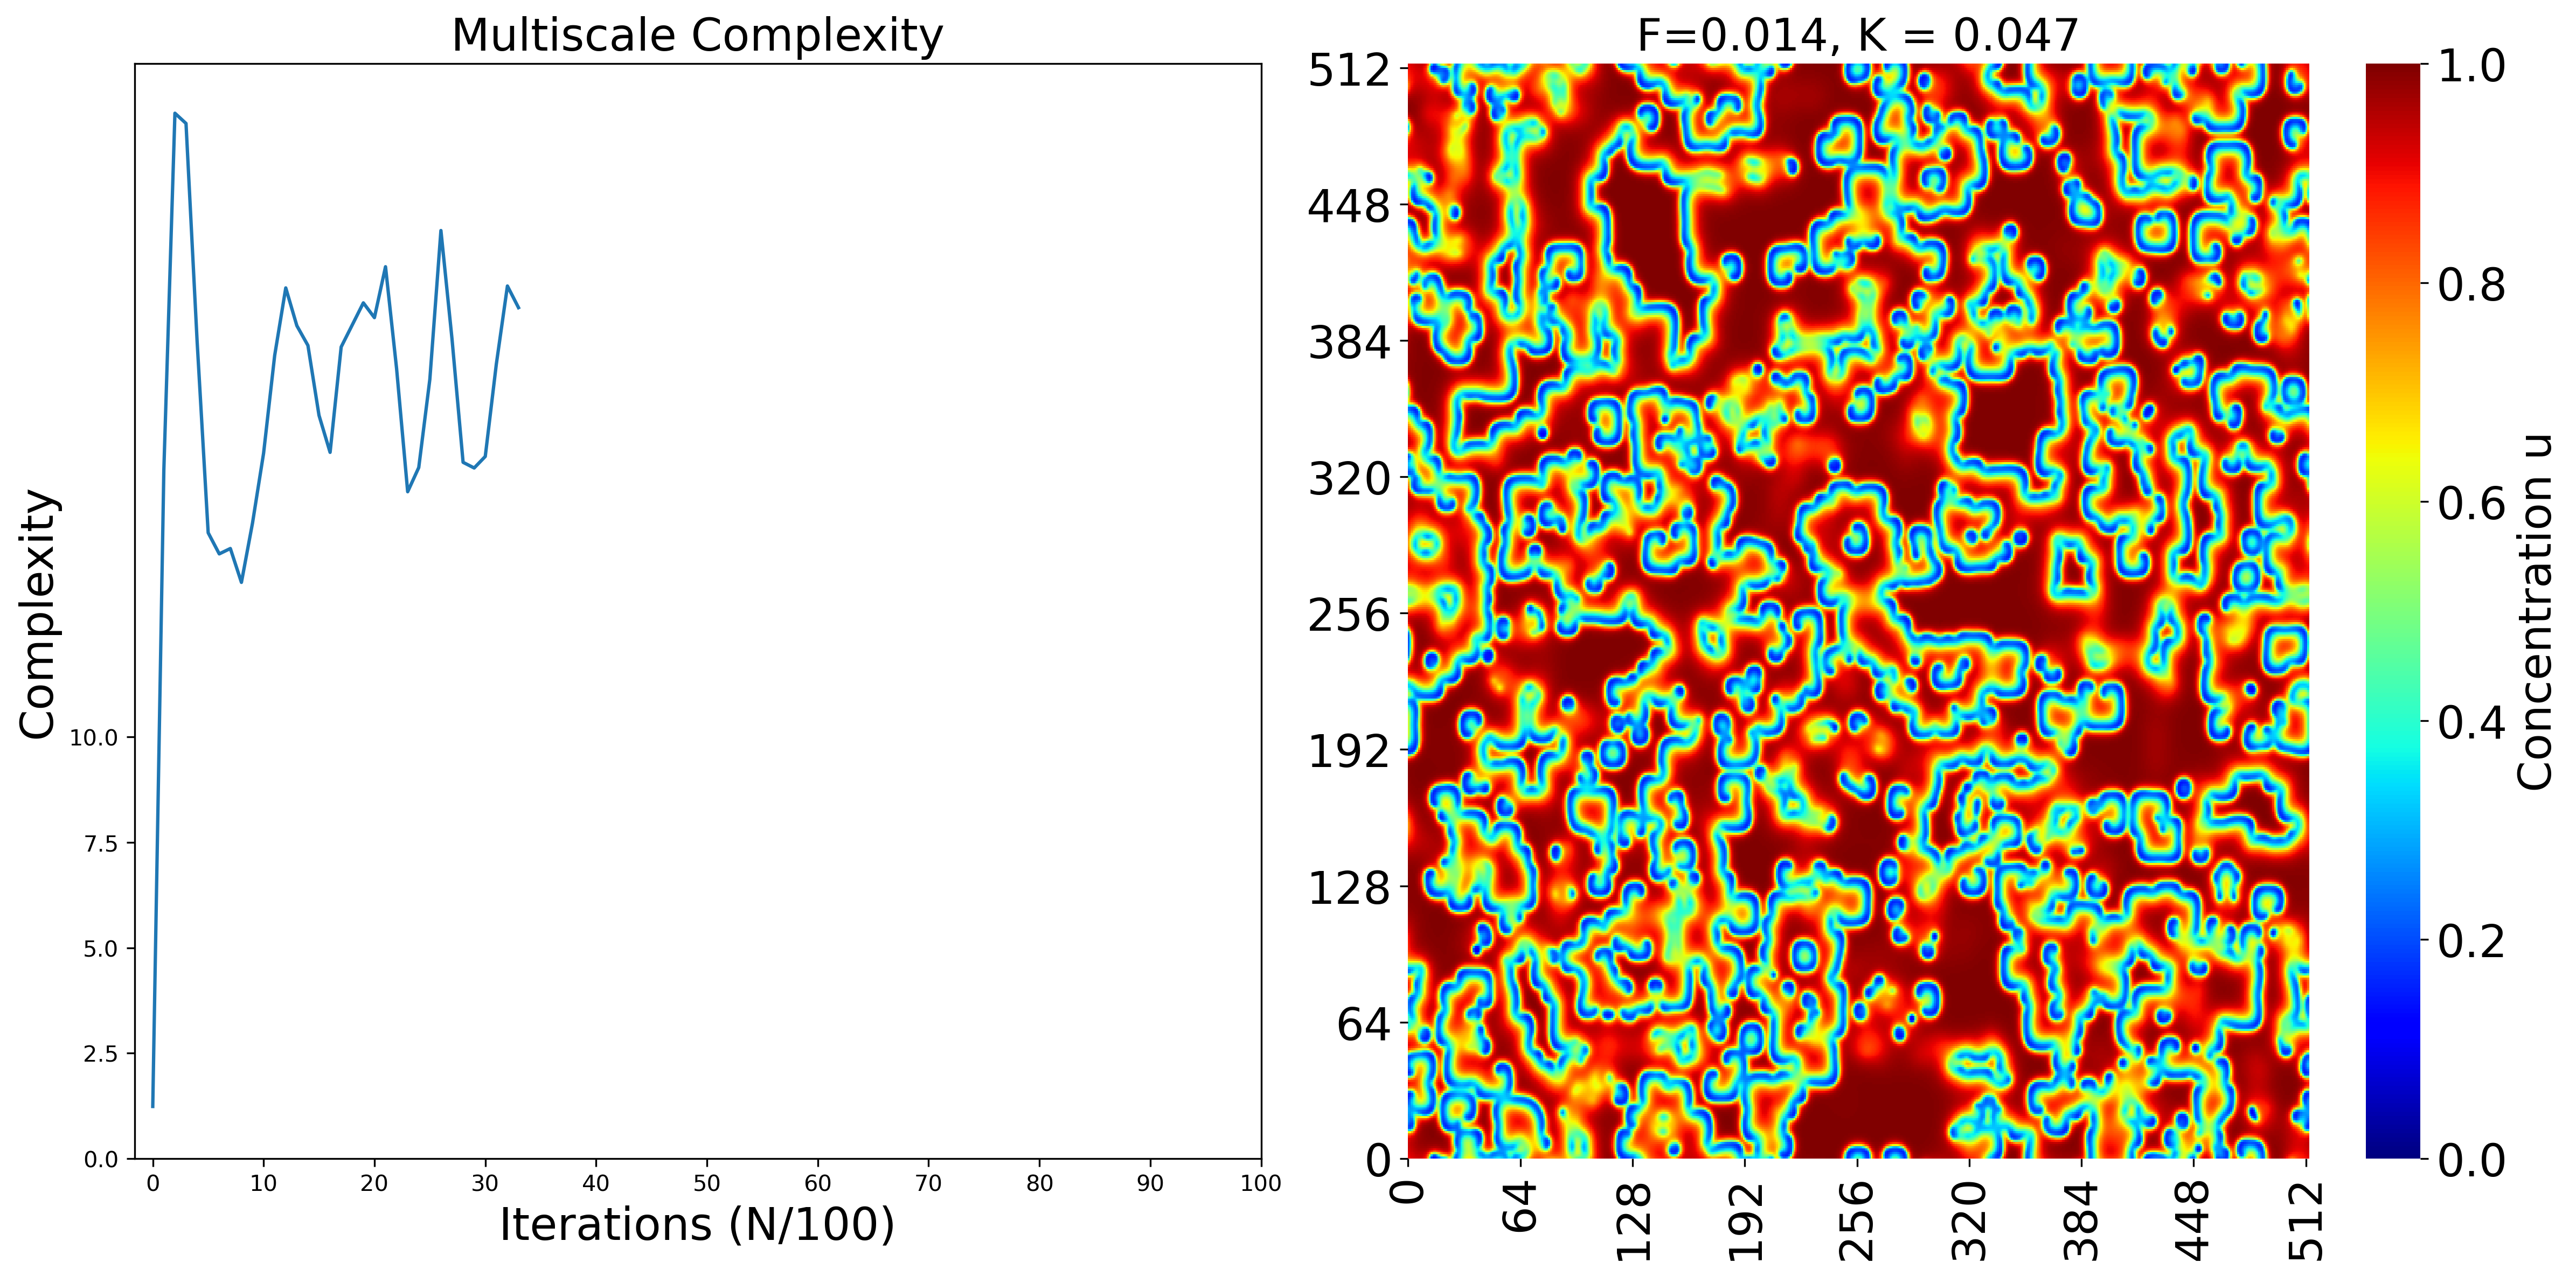 Multiscale Complexity
Complexity
10.0
7.5
5.0
2.5
0.0
0 10 20 30 40 50 60 70 80 90 100
Iterations (N/100)
F=0.014, K = 0.047
512
448
384
320
256
192
128
64
0
0 64 128 192 256 320 384 448 512
1.0
0.8
0.6
0.4
0.2
0.0
Concentration u